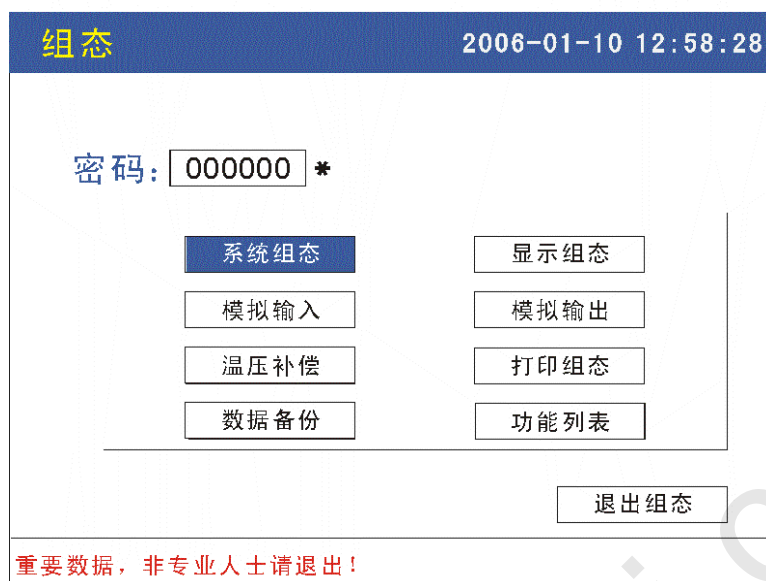 组态 2006-01-10 12:58:28
密码: 000000 *
系统组态 显示组态
模拟输入 模拟输出
温压补偿 打印组态
数据备份 功能列表
退出组态
重要数据，非专业人士请退出！